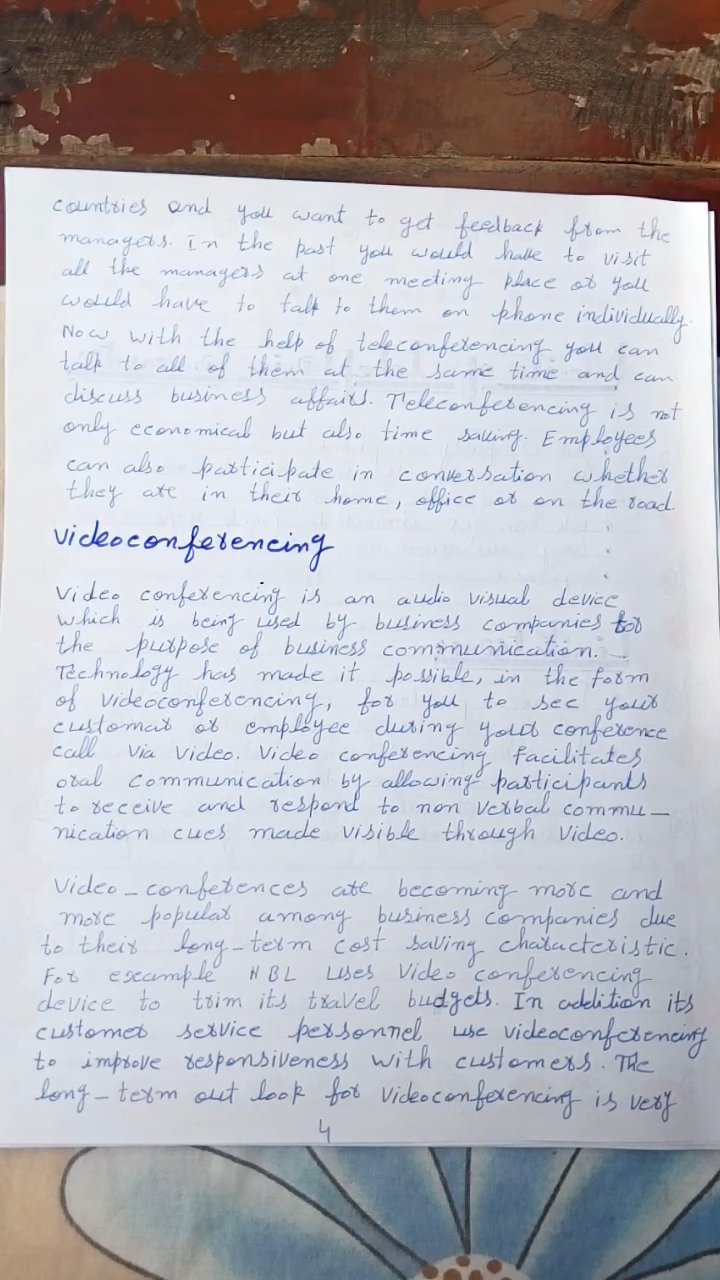 countries and you want to get feedback from the
managers. In the past you would have to visit
all the managers at one meeting place or you
would have to talk to them on phone individually.
Now with the help of teleconferencing you can
talk to all of them at the same time and can
discuss business affairs. Teleconferencing is not
only economical but also time saving. Employees
can also participate in conversation whether
they are in their home, office or on the road
videoconferencing
Video conferencing is an audio visual device
which is being used by business companies for
the purpose of business communication.
Technology has made it possible, in the form
of videoconferencing, for you to see your
customar or employee during your conference
call via video. Video conferencing facilitates
oral communication by allowing participants
to receive and respond to non verbal commu-
nication cues made visible through video.
Video-conferences are becoming more and
more popular among business companies due
to their long-term cost saving characteristic.
For example HBL uses Video conferencing
device to trim its travel budgets. In addition its
customer service personnel use videoconferencing
to improve responsiveness with customers. The
long-term out look for videoconferencing is very
4